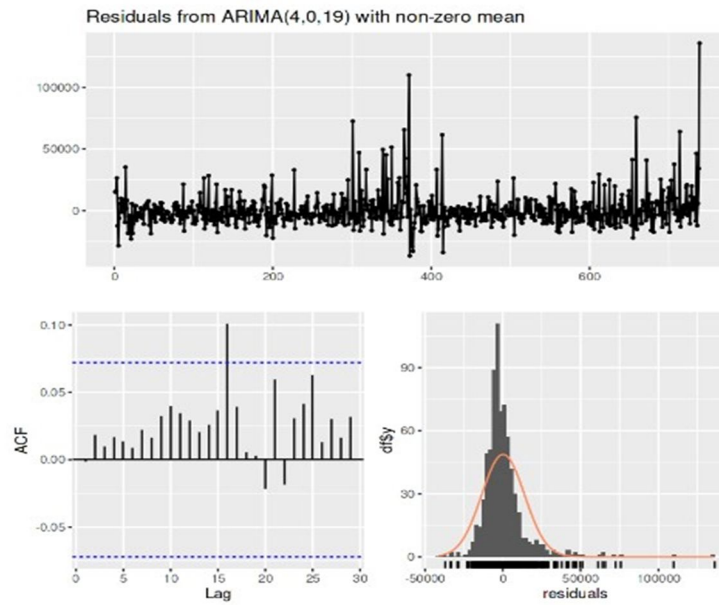 Residuals from ARIMA(4,0,19) with non-zero mean
100000
50000
0
0 200 400 600
0.10
0.05
0.00
-0.05
ACF
0 5 10 15 20 25 30
Lag
90
60
30
0
df$y
-50000 0 50000 100000
residuals